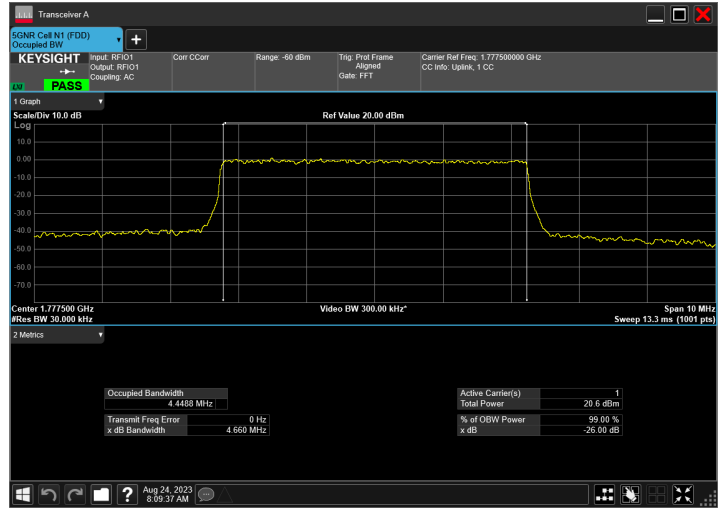 Transceiver A
5GNR Cell N1 (FDD)
Occupied BW
KEYSIGHT
Input: RFIO1
Output: RFIO1
Coupling: AC
Corr CCorr
Range: -60 dBm
Trig: Prot Frame
Aligned
Gate: FFT
Carrier Ref Freq: 1.777500000 GHz
CC Info: Uplink, 1 CC
LXI
PASS
1 Graph
Scale/Div 10.0 dB
Ref Value 20.00 dBm
Log
10.0
0.00
-10.0
-20.0
-30.0
-40.0
-50.0
-60.0
-70.0
Center 1.777500 GHz
Video BW 300.00 kHz*
Span 10 MHz
#Res BW 30.000 kHz
Sweep 13.3 ms (1001 pts)
2 Metrics
Occupied Bandwidth
4.4488 MHz
Transmit Freq Error 0 Hz
x dB Bandwidth 4.660 MHz
Active Carrier(s) 1
Total Power 20.6 dBm
% of OBW Power 99.00 %
x dB -26.00 dB
?
Aug 24, 2023
8:09:37 AM